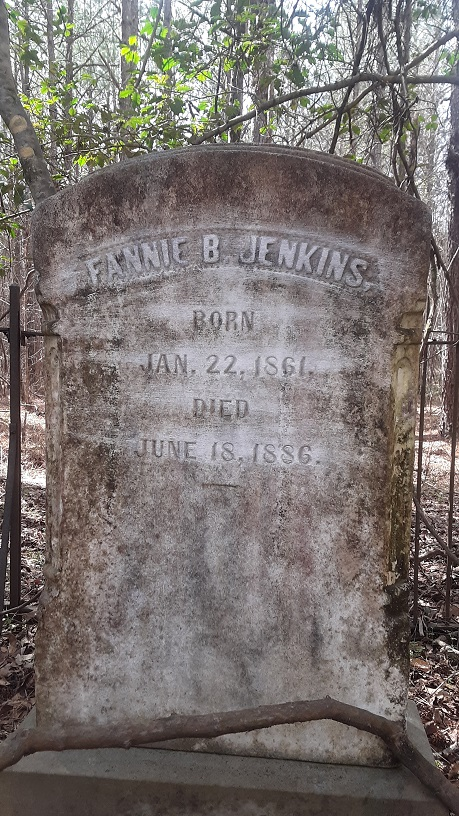 FANNIE B. JENKINS,
BORN
JAN. 22, 1861.
DIED
JUNE 18, 1886.